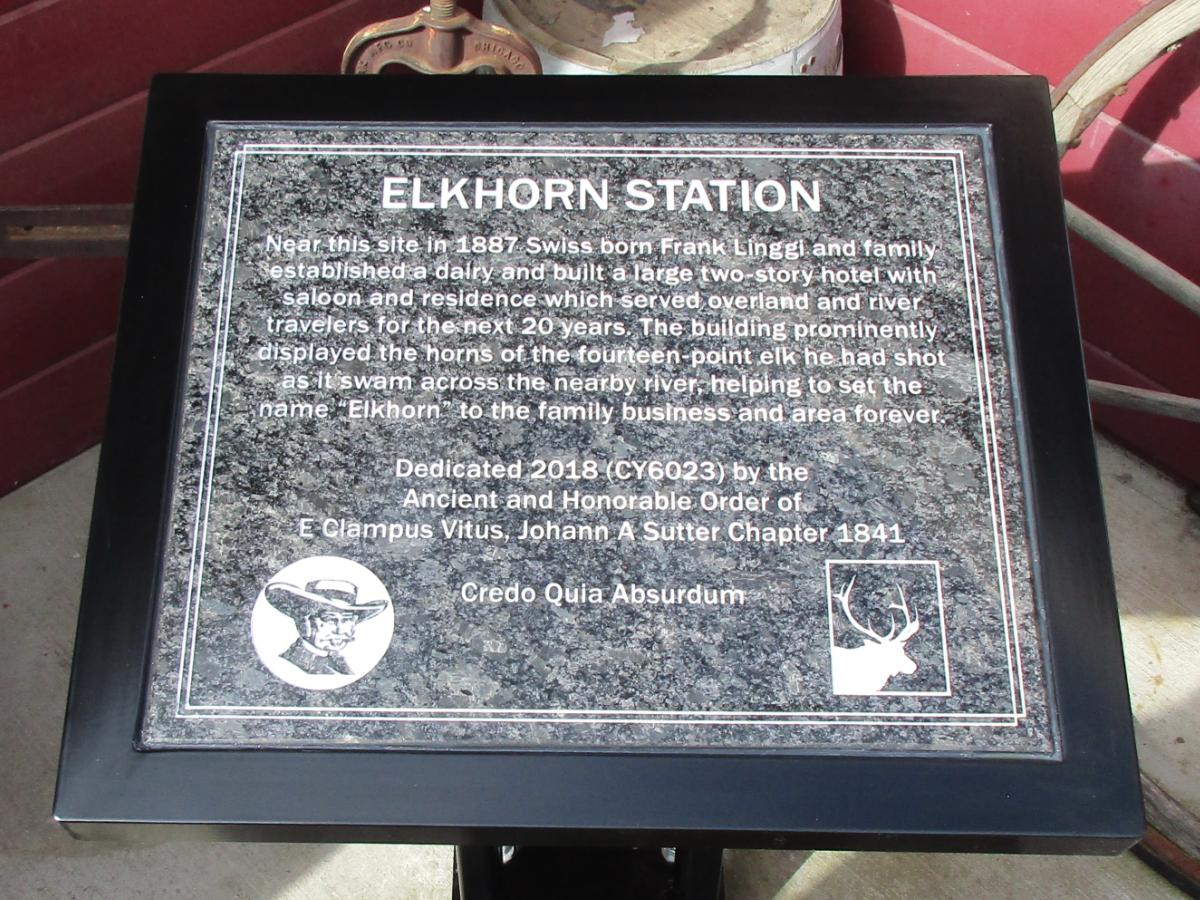 MFG CO CHICAGO
ELKHORN STATION
Near this site in 1887 Swiss born Frank Linggi and family
established a dairy and built a large two-story hotel with
saloon and residence which served overland and river
travelers for the next 20 years. The building prominently
displayed the horns of the fourteen-point elk he had shot
as it swam across the nearby river, helping to set the
name “Elkhorn” to the family business and area forever.
Dedicated 2018 (CY6023) by the
Ancient and Honorable Order of
E Clampus Vitus, Johann A Sutter Chapter 1841
Credo Quia Absurdum